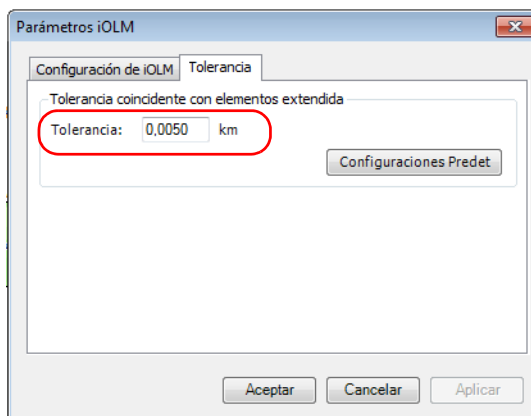 Parámetros iOLM
Configuración de iOLM Tolerancia
Tolerancia coincidente con elementos extendida
Tolerancia: 0,0050 km
Configuraciones Predet
Aceptar Cancelar Aplicar